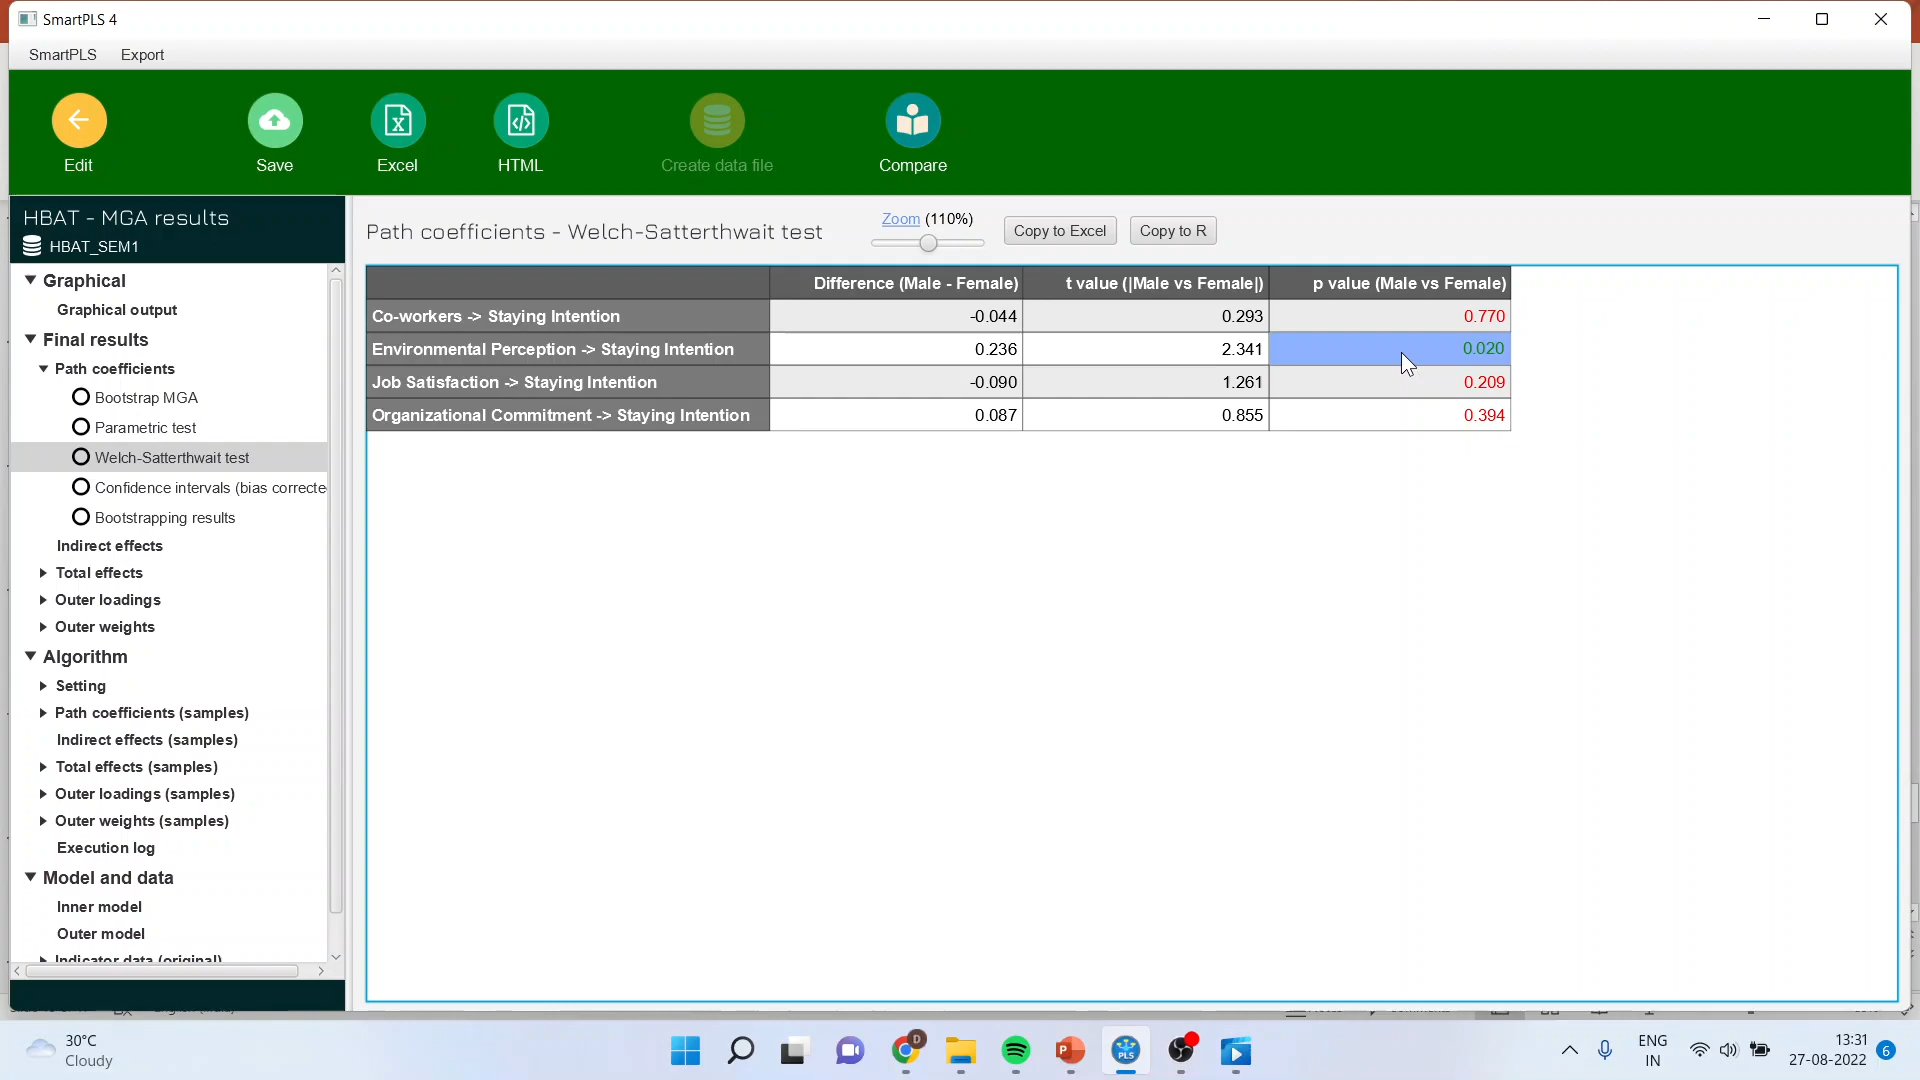 SmartPLS 4
SmartPLS Export
Edit Save Excel HTML Create data file Compare
HBAT - MGA results
HBAT_SEM1
Graphical
Graphical output
Final results
Path coefficients
Bootstrap MGA
Parametric test
Welch-Satterthwait test
Confidence intervals (bias correcte
Bootstrapping results
Indirect effects
Total effects
Outer loadings
Outer weights
Algorithm
Setting
Path coefficients (samples)
Indirect effects (samples)
Total effects (samples)
Outer loadings (samples)
Outer weights (samples)
Execution log
Model and data
Inner model
Outer model
Indicator data (original)
Path coefficients - Welch-Satterthwait test
Zoom (110%)
Copy to Excel Copy to R
Difference (Male - Female) t value (|Male vs Female|) p value (Male vs Female)
Co-workers -> Staying Intention -0.044 0.293 0.770
Environmental Perception -> Staying Intention 0.236 2.341 0.020
Job Satisfaction -> Staying Intention -0.090 1.261 0.209
Organizational Commitment -> Staying Intention 0.087 0.855 0.394
30°C
Cloudy
D
PLS
ENG
IN
13:31
27-08-2022
6